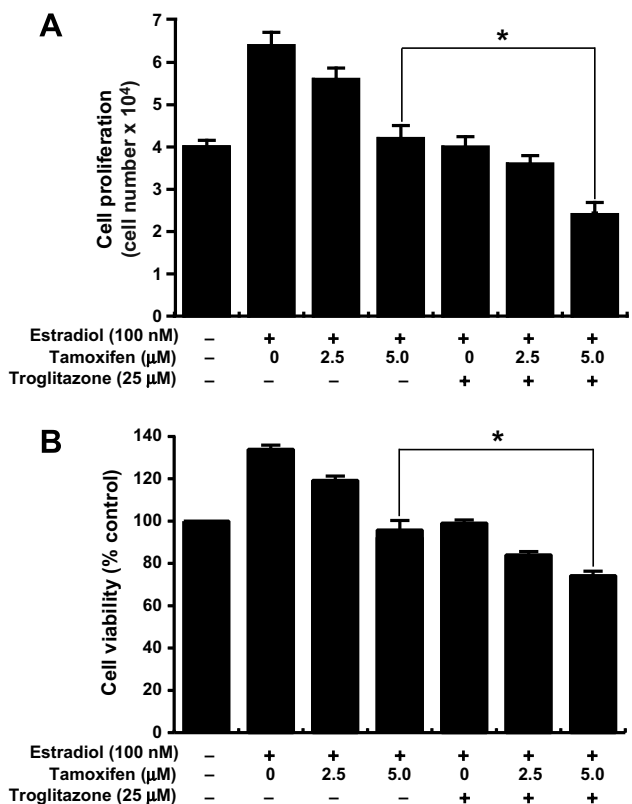 A
Cell proliferation
(cell number x 10⁴)
7
6
5
4
3
2
1
0
*
Estradiol (100 nM) – + + + + + +
Tamoxifen (μM) – 0 2.5 5.0 0 2.5 5.0
Troglitazone (25 μM) – – – – + + +
B
Cell viability (% control)
140
120
100
80
60
40
20
0
*
Estradiol (100 nM) – + + + + + +
Tamoxifen (μM) – 0 2.5 5.0 0 2.5 5.0
Troglitazone (25 μM) – – – – + + +